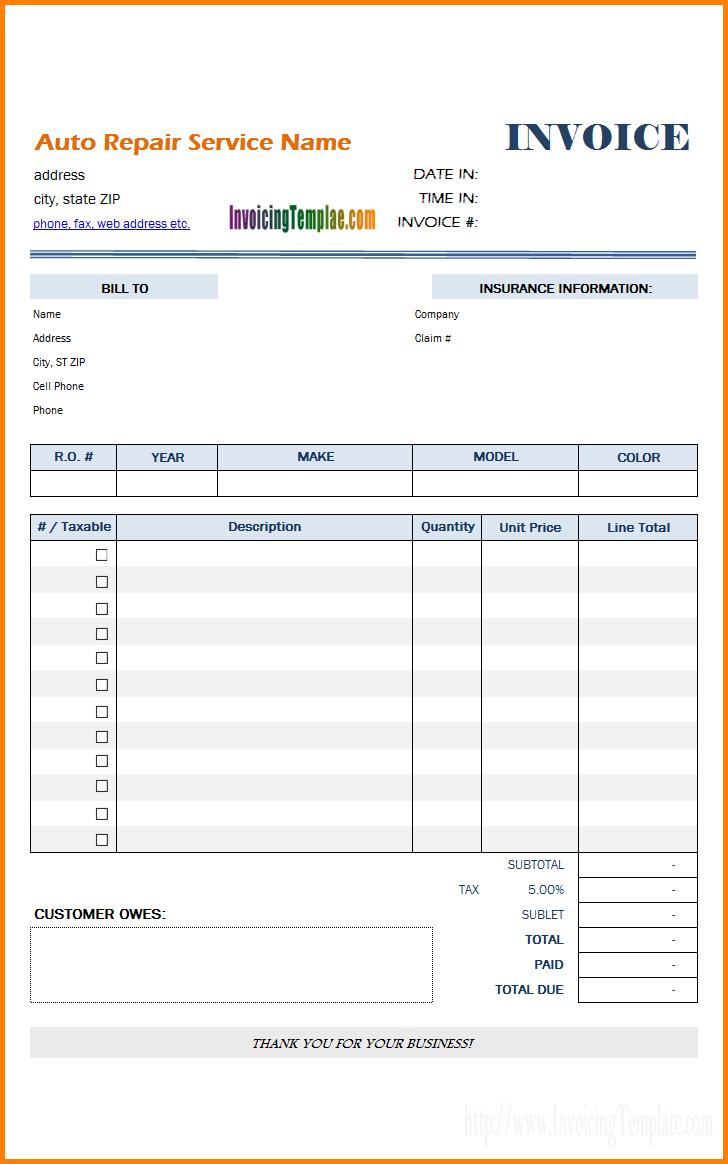 INVOICE
Auto Repair Service Name
address DATE IN:
city, state ZIP TIME IN:
phone, fax, web address etc. InvoicingTemplae.com INVOICE #:
BILL TO INSURANCE INFORMATION:
Name Company
Address Claim #
City, ST ZIP
Cell Phone
Phone
R.O. # YEAR MAKE MODEL COLOR
# / Taxable Description Quantity Unit Price Line Total
SUBTOTAL -
TAX 5.00% -
CUSTOMER OWES: SUBLET -
TOTAL -
PAID -
TOTAL DUE -
THANK YOU FOR YOUR BUSINESS!
http://www.InvoicingTemplate.com